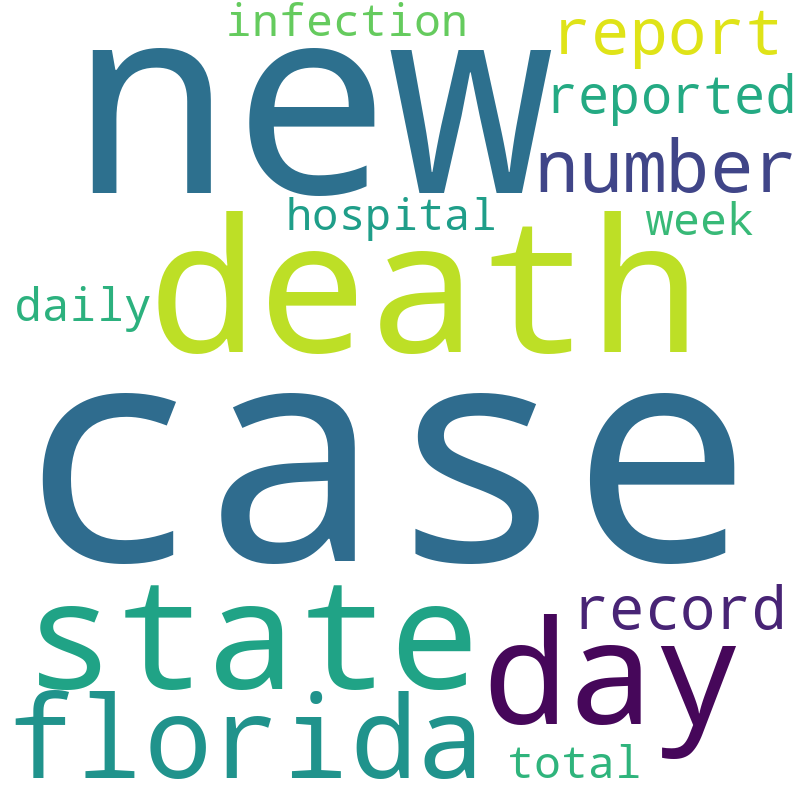 infection
report
new
reported
number
hospital
week
death
daily
case
state
record
day
florida
total